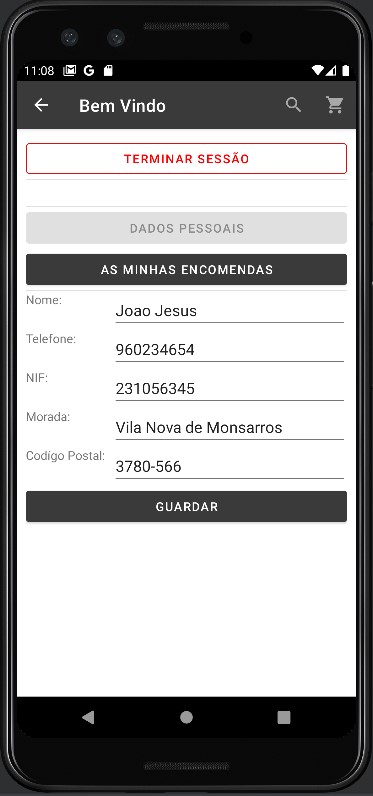 11:08
Bem Vindo
TERMINAR SESSÃO
DADOS PESSOAIS
AS MINHAS ENCOMENDAS
Nome: Joao Jesus
Telefone: 960234654
NIF: 231056345
Morada: Vila Nova de Monsarros
Codígo Postal: 3780-566
GUARDAR